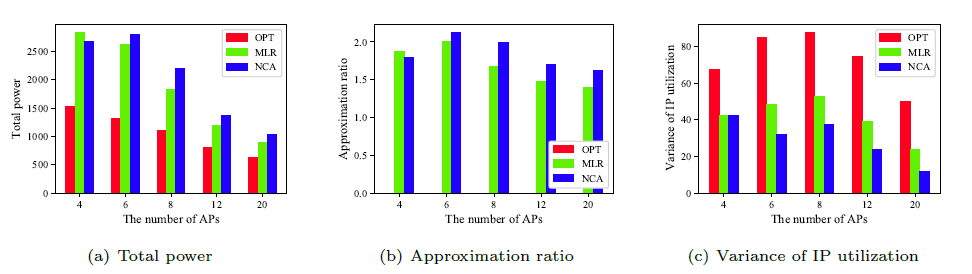 Total power
2500
2000
1500
1000
500
0
4 6 8 12 20
The number of APs
OPT
MLR
NCA
(a) Total power
Approximation ratio
2.0
1.5
1.0
0.5
0.0
4 6 8 12 20
The number of APs
OPT
MLR
NCA
(b) Approximation ratio
Variance of IP utilization
80
60
40
20
0
4 6 8 12 20
The number of APs
OPT
MLR
NCA
(c) Variance of IP utilization